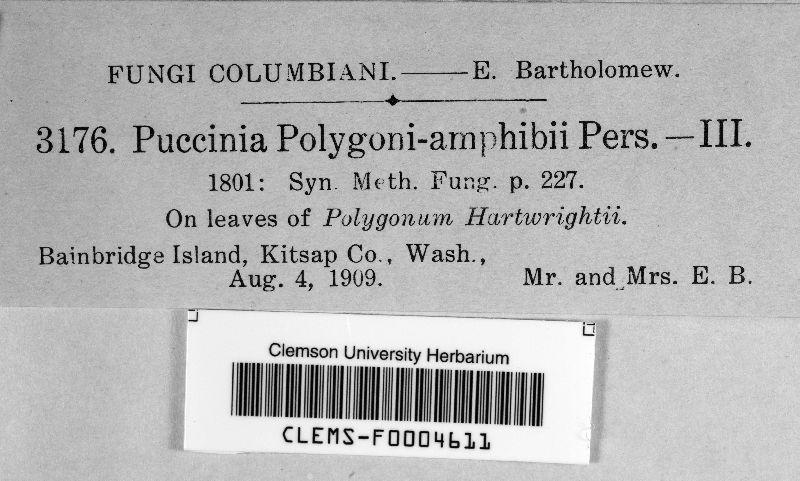 FUNGI COLUMBIANI.——E. Bartholomew.
3176. Puccinia Polygoni-amphibii Pers.—III.
1801: Syn. Meth. Fung. p. 227.
On leaves of Polygonum Hartwrightii.
Bainbridge Island, Kitsap Co., Wash.,
Aug. 4, 1909. Mr. and Mrs. E. B.
Clemson University Herbarium
CLEMS-F0004611